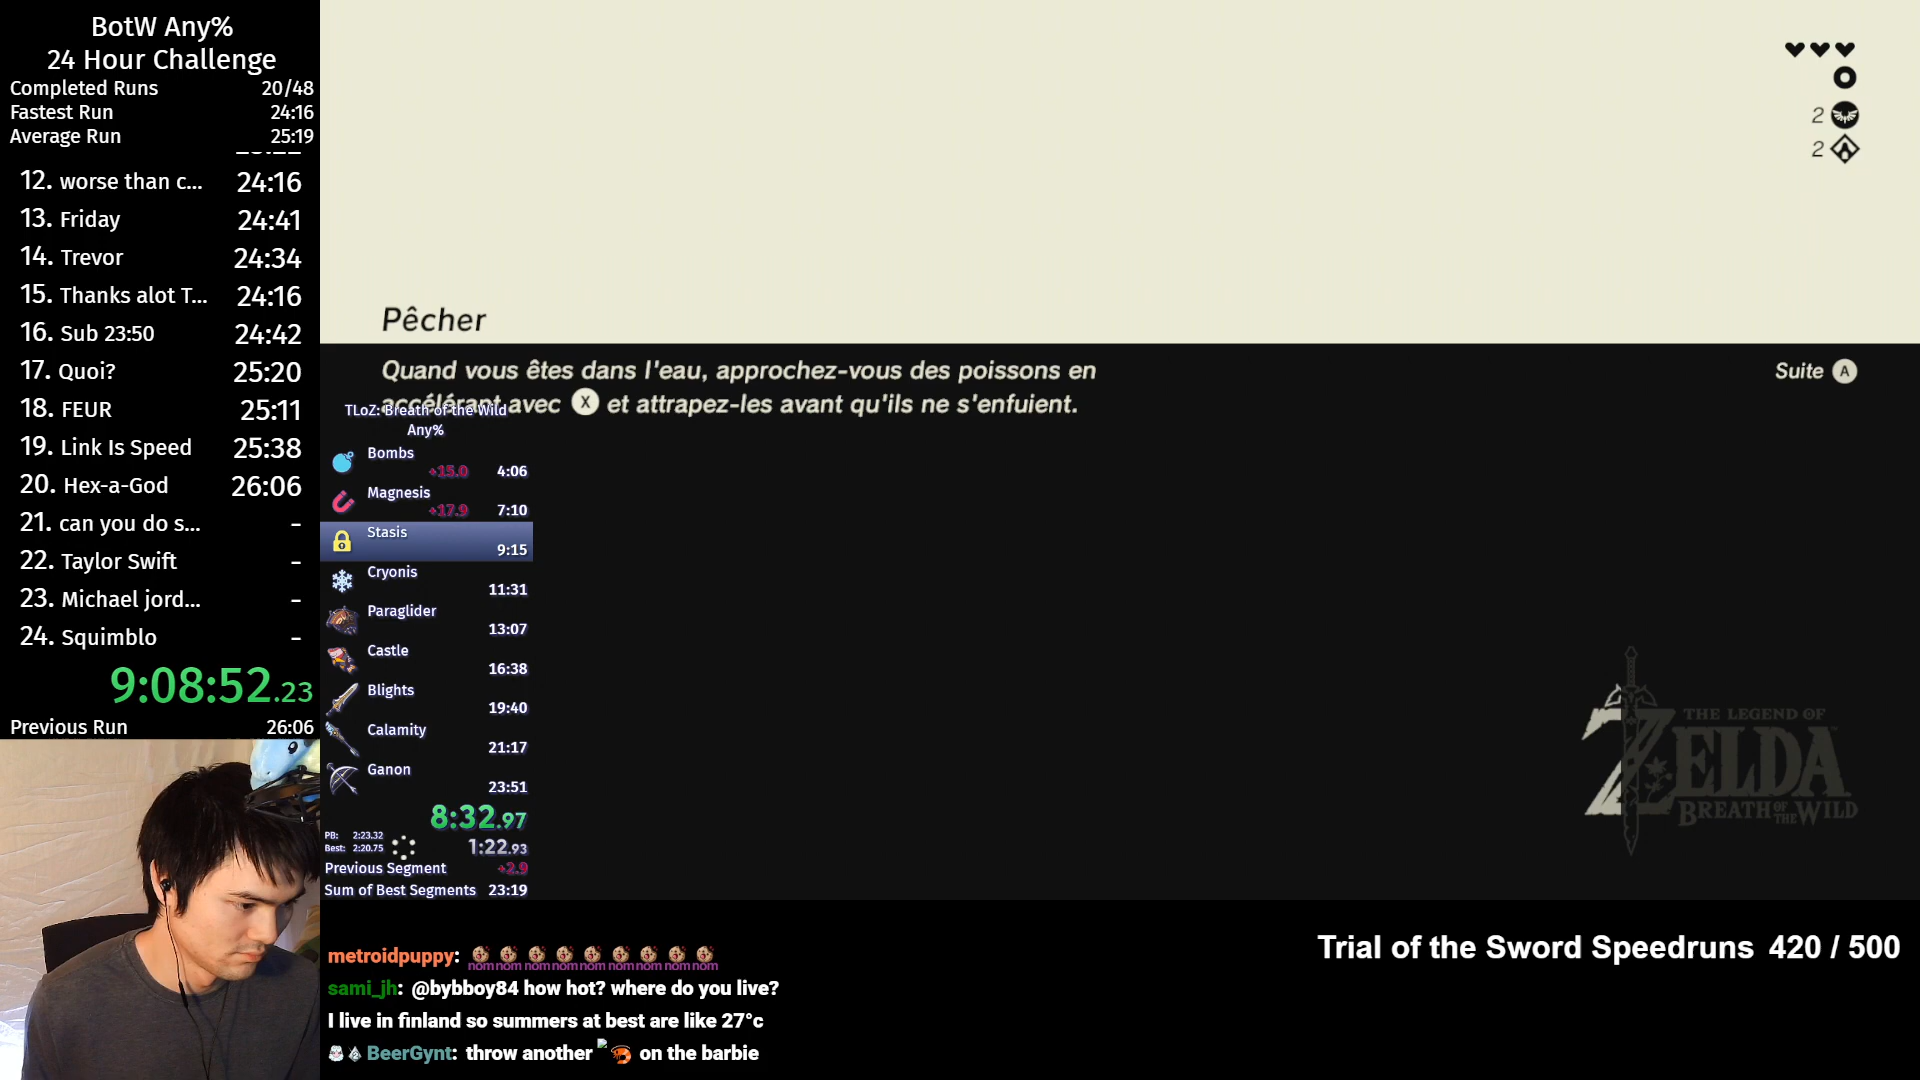 BotW Any%
24 Hour Challenge
Completed Runs 20/48
Fastest Run 24:16
Average Run 25:19
12. worse than c... 24:16
13. Friday 24:41
14. Trevor 24:34
15. Thanks alot T... 24:16
16. Sub 23:50 24:42
17. Quoi? 25:20
18. FEUR 25:11
19. Link Is Speed 25:38
20. Hex-a-God 26:06
21. can you do s... -
22. Taylor Swift -
23. Michael jord... -
24. Squimblo -
9:08:52.23
Previous Run 26:06
2
2
Pêcher
Quand vous êtes dans l'eau, approchez-vous des poissons en
accélérant avec X et attrapez-les avant qu'ils ne s'enfuient.
Suite A
TLoZ: Breath of the Wild
Any%
Bombs
+15.0 4:06
Magnesis
+17.9 7:10
Stasis
9:15
Cryonis
11:31
Paraglider
13:07
Castle
16:38
Blights
19:40
Calamity
21:17
Ganon
23:51
8:32.97
PB: 2:23.32
Best: 2:20.75
1:22.93
Previous Segment +2.9
Sum of Best Segments 23:19
THE LEGEND OF
ZELDA
BREATH OF THE WILD
metroidpuppy: nom nom nom nom nom nom nom nom nom
sami_jh: @bybboy84 how hot? where do you live?
I live in finland so summers at best are like 27°c
BeerGynt: throw another on the barbie
Trial of the Sword Speedruns 420 / 500